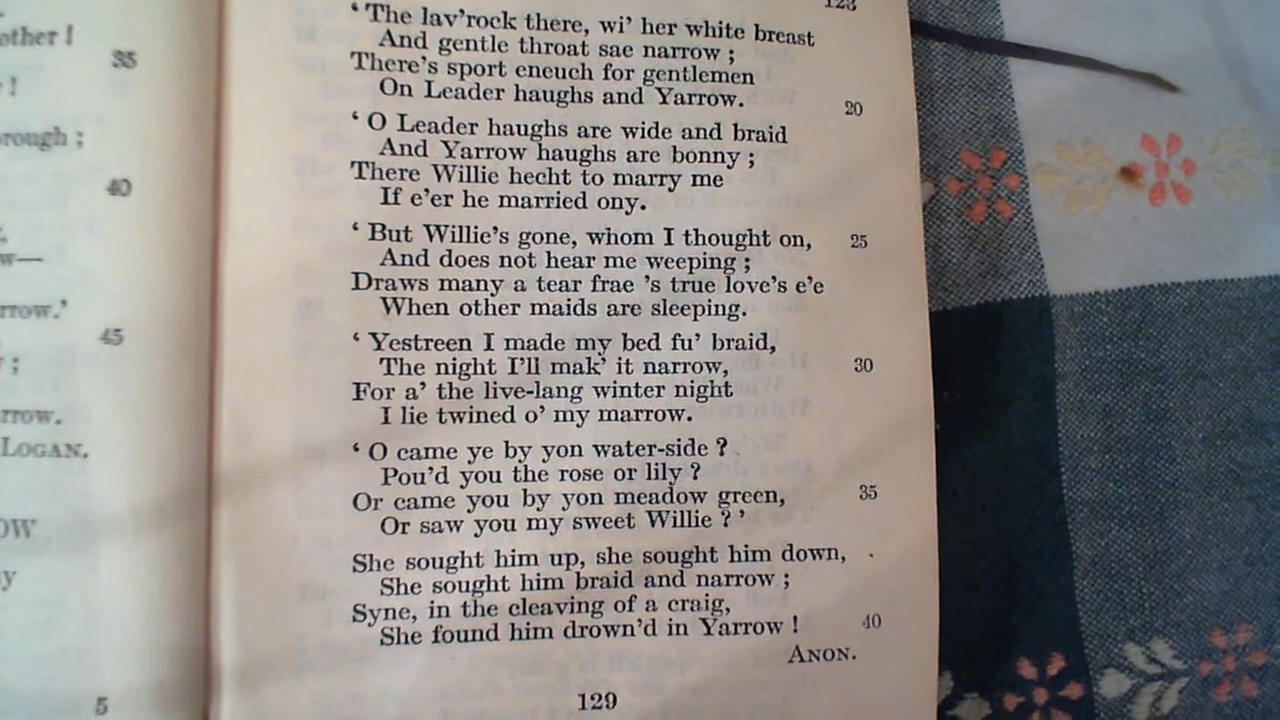 other !
35
!
rough ;
40
w—
rrow.'
45
;
rrow.
LOGAN.
OW
y
5
123
‘ The lav’rock there, wi’ her white breast
And gentle throat sae narrow ;
There’s sport eneuch for gentlemen
On Leader haughs and Yarrow.
20
‘ O Leader haughs are wide and braid
And Yarrow haughs are bonny ;
There Willie hecht to marry me
If e’er he married ony.
‘ But Willie’s gone, whom I thought on,
25
And does not hear me weeping ;
Draws many a tear frae ’s true love’s e’e
When other maids are sleeping.
‘ Yestreen I made my bed fu’ braid,
The night I’ll mak’ it narrow,
30
For a’ the live-lang winter night
I lie twined o’ my marrow.
‘ O came ye by yon water-side ?
Pou’d you the rose or lily ?
Or came you by yon meadow green,
35
Or saw you my sweet Willie ? ’
She sought him up, she sought him down,
She sought him braid and narrow ;
Syne, in the cleaving of a craig,
She found him drown’d in Yarrow !
40
ANON.
129